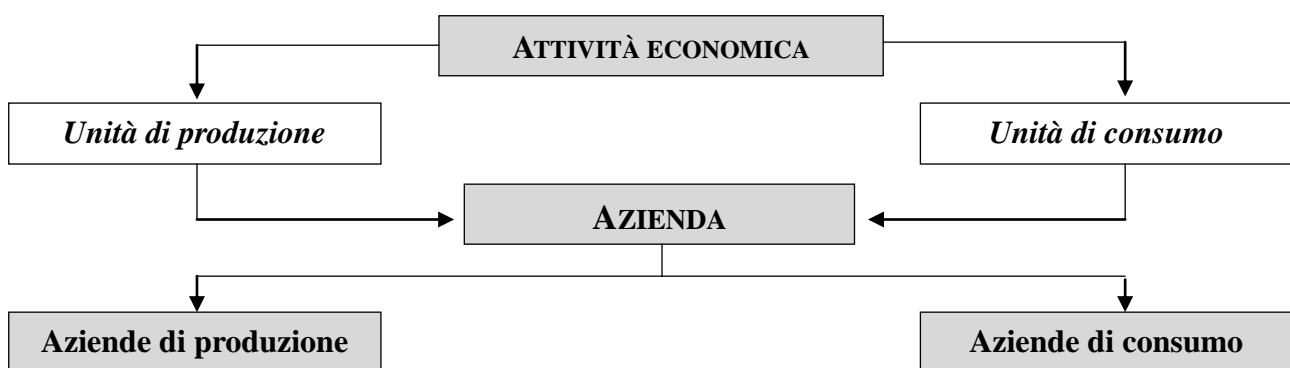 ATTIVITÀ ECONOMICA
Unità di produzione
Unità di consumo
AZIENDA
Aziende di produzione
Aziende di consumo